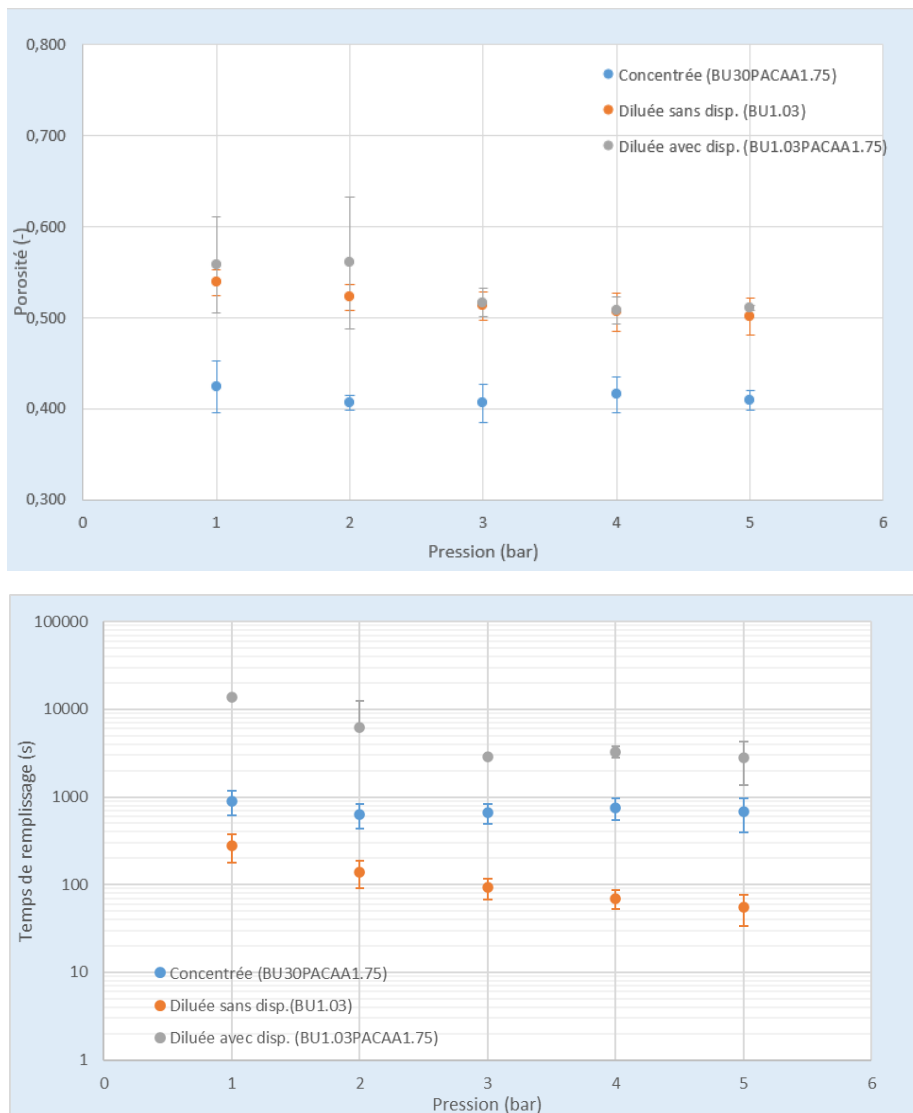 0,800
0,700
0,600
0,500
0,400
0,300
Porosité (-)
Concentrée (BU30PACAA1.75)
Diluée sans disp. (BU1.03)
Diluée avec disp. (BU1.03PACAA1.75)
0 1 2 3 4 5 6
Pression (bar)
100000
10000
1000
100
10
1
Temps de remplissage (s)
Concentrée (BU30PACAA1.75)
Diluée sans disp.(BU1.03)
Diluée avec disp. (BU1.03PACAA1.75)
0 1 2 3 4 5 6
Pression (bar)